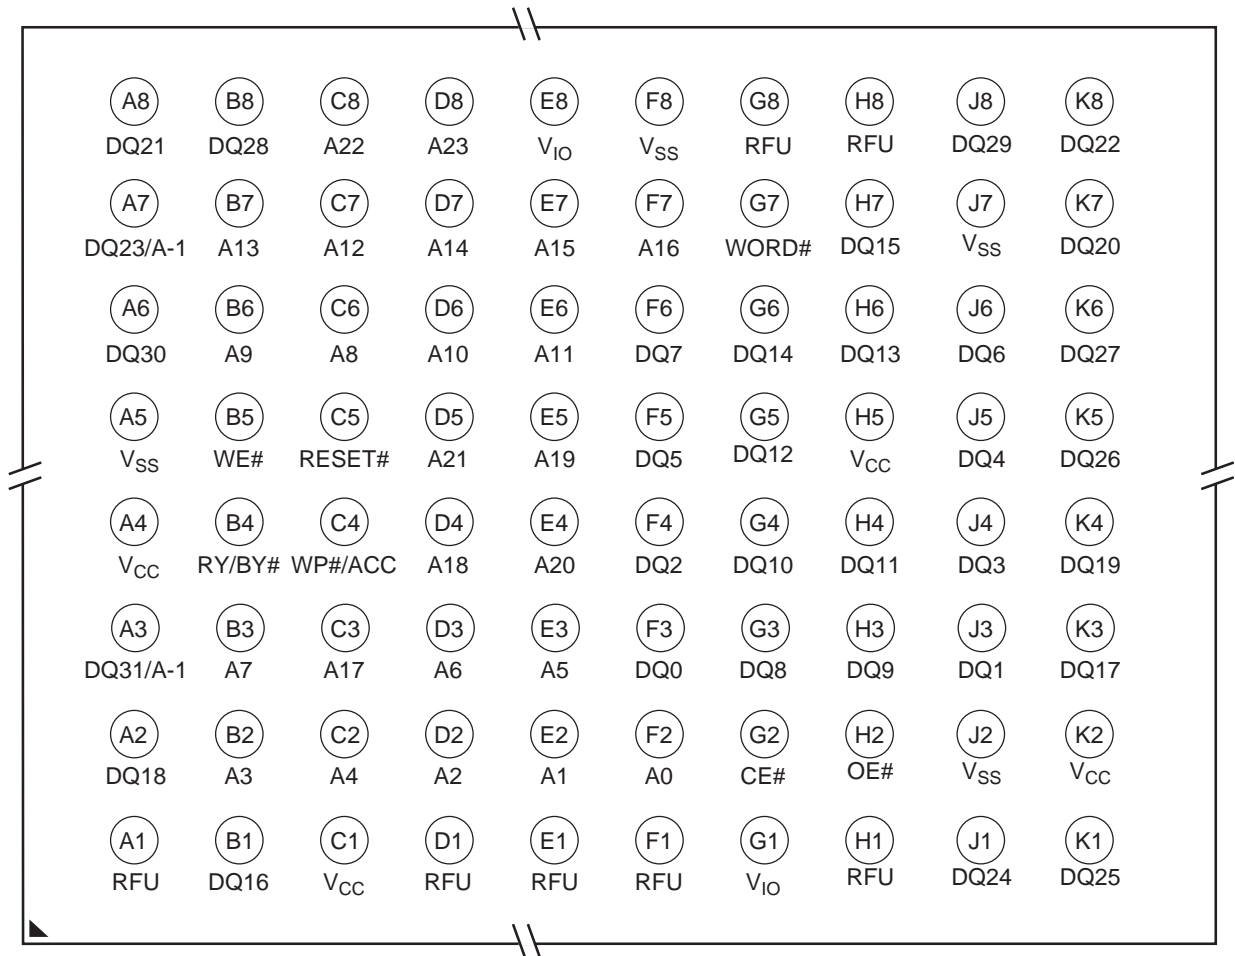 A8 B8 C8 D8 E8 F8 G8 H8 J8 K8
DQ21 DQ28 A22 A23 VIO VSS RFU RFU DQ29 DQ22
A7 B7 C7 D7 E7 F7 G7 H7 J7 K7
DQ23/A-1 A13 A12 A14 A15 A16 WORD# DQ15 VSS DQ20
A6 B6 C6 D6 E6 F6 G6 H6 J6 K6
DQ30 A9 A8 A10 A11 DQ7 DQ14 DQ13 DQ6 DQ27
A5 B5 C5 D5 E5 F5 G5 H5 J5 K5
VSS WE# RESET# A21 A19 DQ5 DQ12 VCC DQ4 DQ26
A4 B4 C4 D4 E4 F4 G4 H4 J4 K4
VCC RY/BY# WP#/ACC A18 A20 DQ2 DQ10 DQ11 DQ3 DQ19
A3 B3 C3 D3 E3 F3 G3 H3 J3 K3
DQ31/A-1 A7 A17 A6 A5 DQ0 DQ8 DQ9 DQ1 DQ17
A2 B2 C2 D2 E2 F2 G2 H2 J2 K2
DQ18 A3 A4 A2 A1 A0 CE# OE# VSS VCC
A1 B1 C1 D1 E1 F1 G1 H1 J1 K1
RFU DQ16 VCC RFU RFU RFU VIO RFU DQ24 DQ25